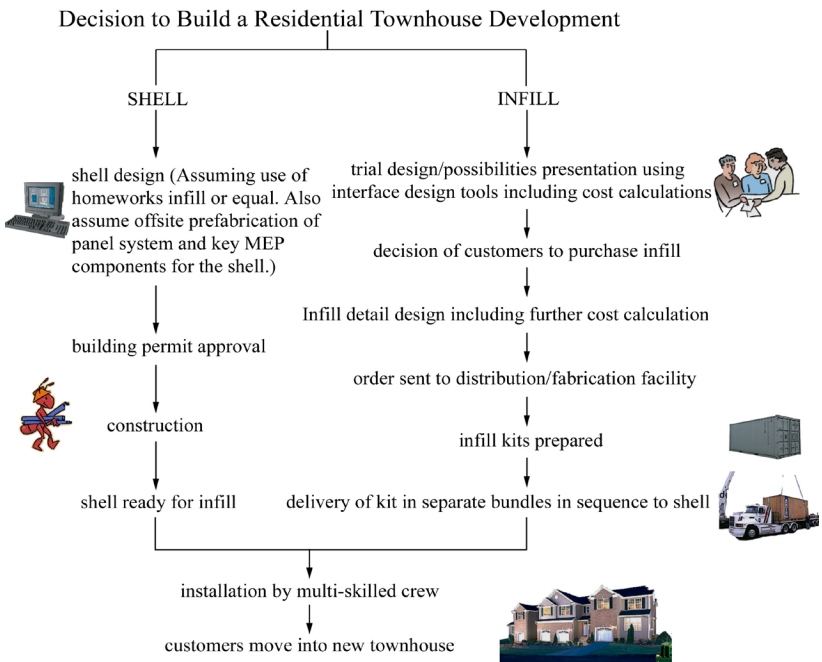 Decision to Build a Residential Townhouse Development
SHELL
INFILL
shell design (Assuming use of
homeworks infill or equal. Also
assume offsite prefabrication of
panel system and key MEP
components for the shell.)
building permit approval
construction
shell ready for infill
trial design/possibilities presentation using
interface design tools including cost calculations
decision of customers to purchase infill
Infill detail design including further cost calculation
order sent to distribution/fabrication facility
infill kits prepared
delivery of kit in separate bundles in sequence to shell
installation by multi-skilled crew
customers move into new townhouse